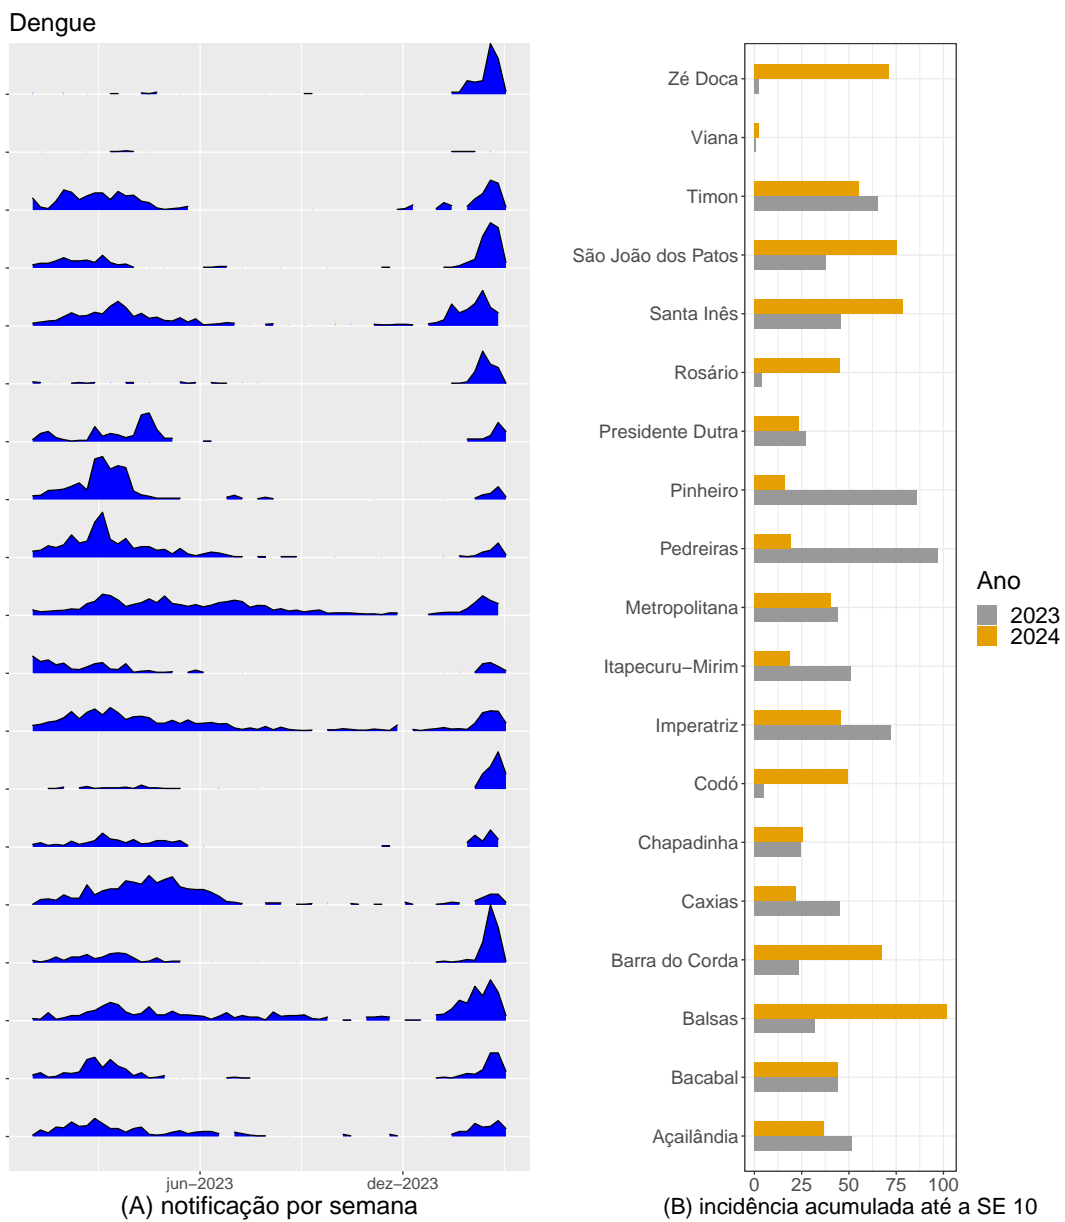 Dengue
Zé Doca
Viana
Timon
São João dos Patos
Santa Inês
Rosário
Presidente Dutra
Pinheiro
Pedreiras
Metropolitana
Itapecuru−Mirim
Imperatriz
Codó
Chapadinha
Caxias
Barra do Corda
Balsas
Bacabal
Açailândia
jun−2023 dez−2023
(A) notificação por semana
0 25 50 75 100
(B) incidência acumulada até a SE 10
Ano
2023
2024